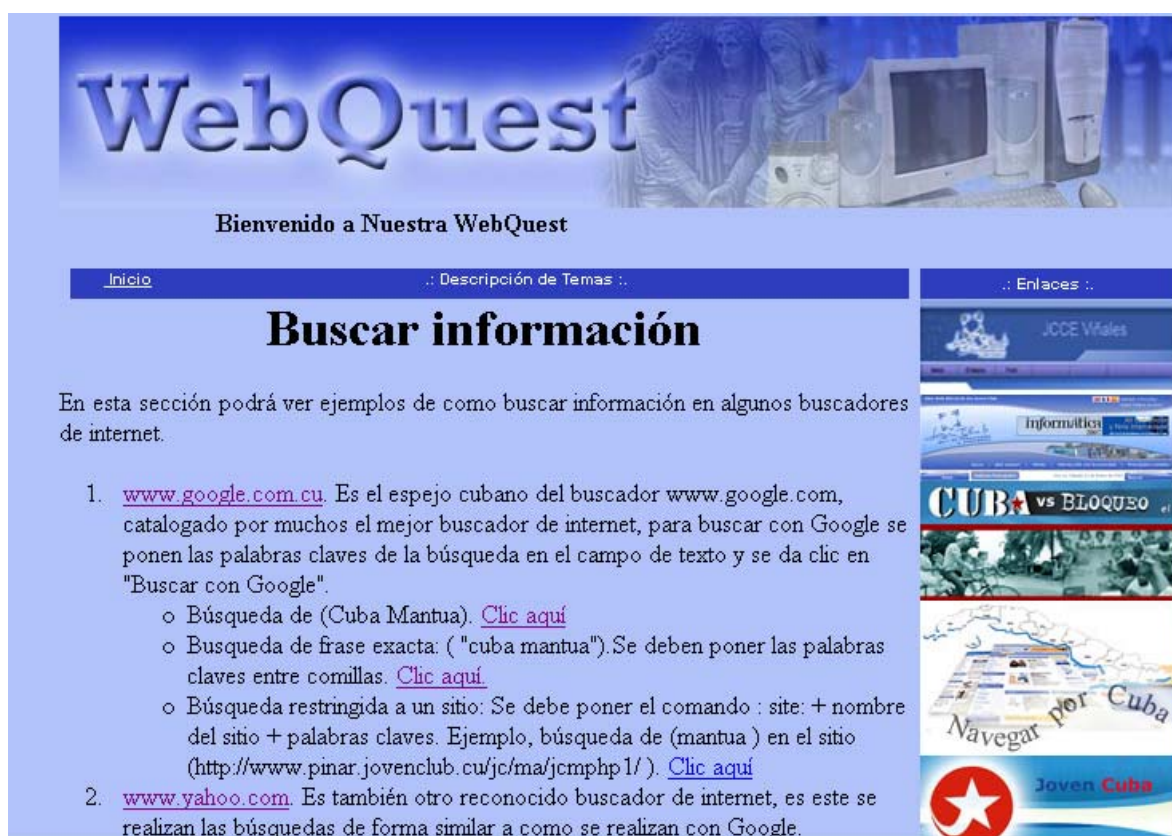 WebQuest
Bienvenido a Nuestra WebQuest
Inicio
.: Descripción de Temas :.
Buscar información
En esta sección podrá ver ejemplos de como buscar información en algunos buscadores
de internet.
1. www.google.com.cu. Es el espejo cubano del buscador www.google.com,
catalogado por muchos el mejor buscador de internet, para buscar con Google se
ponen las palabras claves de la búsqueda en el campo de texto y se da clic en
"Buscar con Google".
o Búsqueda de (Cuba Mantua). Clic aquí
o Busqueda de frase exacta: ( "cuba mantua").Se deben poner las palabras
claves entre comillas. Clic aquí.
o Búsqueda restringida a un sitio: Se debe poner el comando : site: + nombre
del sitio + palabras claves. Ejemplo, búsqueda de (mantua ) en el sitio
(http://www.pinar.jovenclub.cu/jc/ma/jcmphp1/ ). Clic aquí
2. www.yahoo.com. Es también otro reconocido buscador de internet, es este se
realizan las búsquedas de forma similar a como se realizan con Google.
.: Enlaces :.
JCCE Viñales
Informática
CUBA vs BLOQUEO el
Navegar por Cuba
Joven Cuba